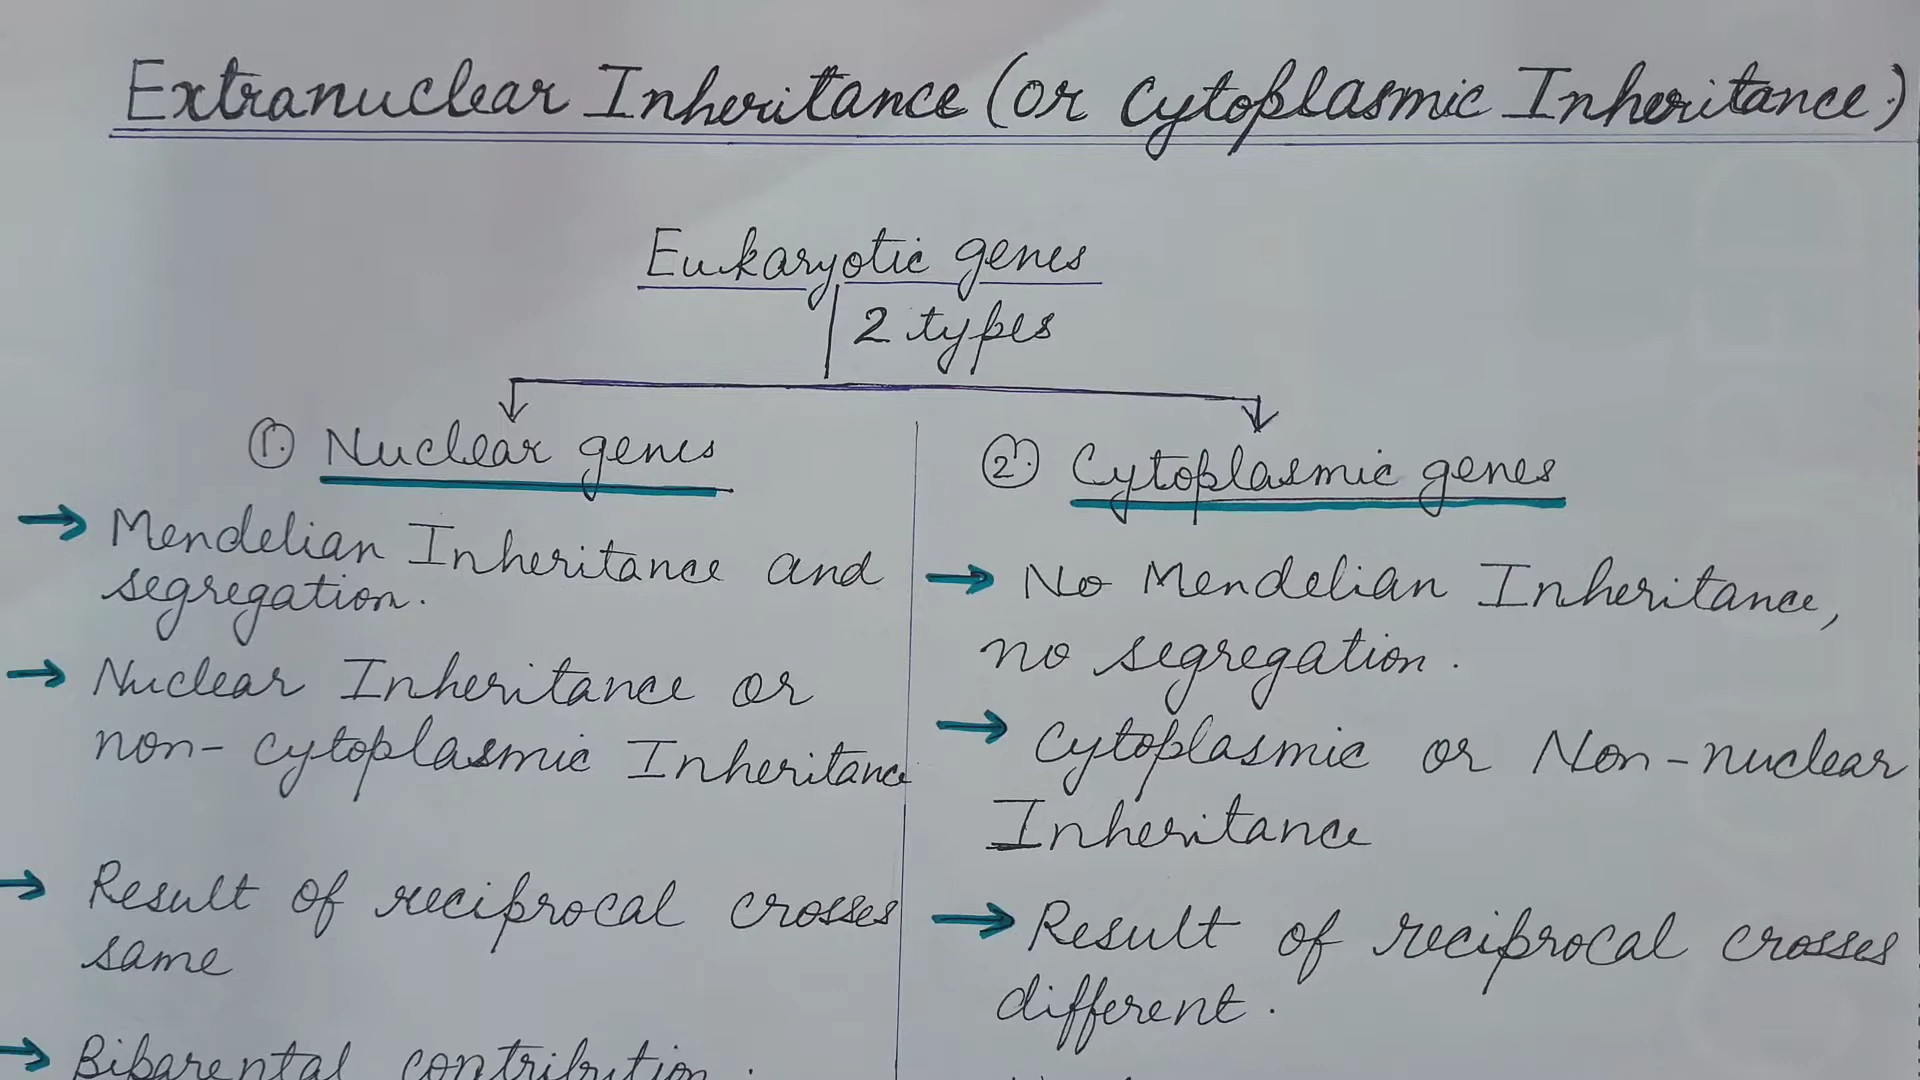 Extranuclear Inheritance (or Cytoplasmic Inheritance.)
Eukaryotic genes
2 types
① Nuclear genes
→ Mendelian Inheritance and
segregation.
→ Nuclear Inheritance or
non-cytoplasmic Inheritance
→ Result of reciprocal crosses
same
→ Biparental contribution.
② Cytoplasmic genes
→ No Mendelian Inheritance,
no segregation.
→ Cytoplasmic or Non-nuclear
Inheritance
→ Result of reciprocal crosses
different.